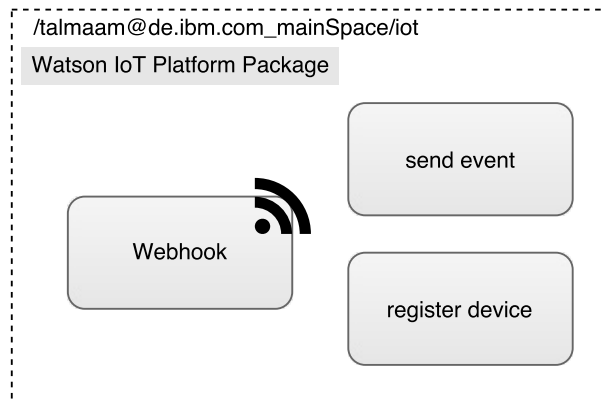 /talmaam@de.ibm.com_mainSpace/iot
Watson IoT Platform Package
send event
Webhook
register device